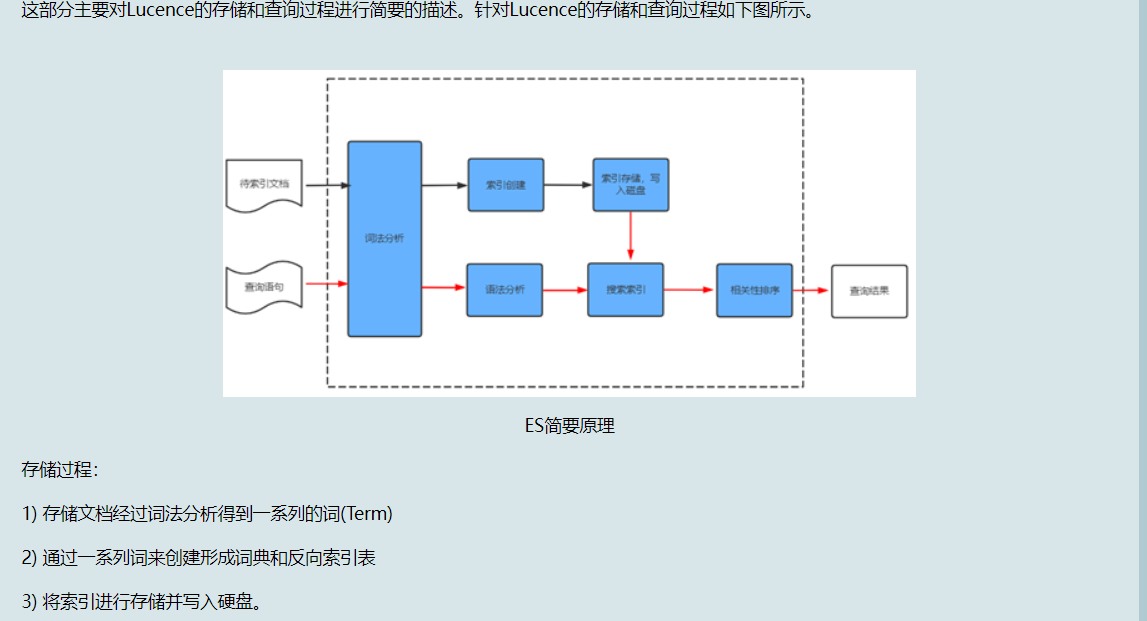 这部分主要对Lucence的存储和查询过程进行简要的描述。针对Lucence的存储和查询过程如下图所示。
待索引文档
词法分析
索引创建
索引存储，写
入磁盘
查询语句
语法分析
搜索索引
相关性排序
查询结果
ES简要原理
存储过程：
1) 存储文档经过词法分析得到一系列的词(Term)
2) 通过一系列词来创建形成词典和反向索引表
3) 将索引进行存储并写入硬盘。